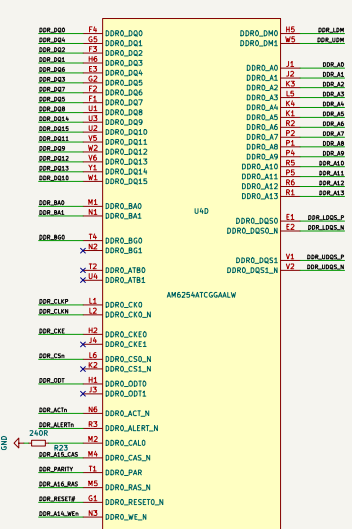 DDR_DQ0 F4 DDR0_DQ0
DDR_DQ4 G5 DDR0_DQ1
DDR_DQ2 F3 DDR0_DQ2
DDR_DQ1 H6 DDR0_DQ3
DDR_DQ6 E3 DDR0_DQ4
DDR_DQ3 G2 DDR0_DQ5
DDR_DQ7 F2 DDR0_DQ6
DDR_DQ5 F1 DDR0_DQ7
DDR_DQ8 U1 DDR0_DQ8
DDR_DQ14 U3 DDR0_DQ9
DDR_DQ15 U2 DDR0_DQ10
DDR_DQ11 V5 DDR0_DQ11
DDR_DQ9 W2 DDR0_DQ12
DDR_DQ12 V6 DDR0_DQ13
DDR_DQ13 Y1 DDR0_DQ14
DDR_DQ10 W1 DDR0_DQ15
DDR_BA0 M1 DDR0_BA0
DDR_BA1 N1 DDR0_BA1
DDR_BG0 T4 DDR0_BG0
N2 DDR0_BG1
T2 DDR0_ATB0
U4 DDR0_ATB1
DDR_CLKP L1 DDR0_CK0
DDR_CLKN L2 DDR0_CK0_N
DDR_CKE H2 DDR0_CKE0
J4 DDR0_CKE1
DDR_CSn L6 DDR0_CS0_N
K2 DDR0_CS1_N
DDR_ODT H1 DDR0_ODT0
J3 DDR0_ODT1
DDR_ACTn N6 DDR0_ACT_N
DDR_ALERTn R3 DDR0_ALERT_N
GND 240R R23 M2 DDR0_CAL0
DDR_A15_CAS M4 DDR0_CAS_N
DDR_PARITY T1 DDR0_PAR
DDR_A16_RAS M5 DDR0_RAS_N
DDR_RESET# G1 DDR0_RESET0_N
DDR_A14_WEn N3 DDR0_WE_N
U4D
AM6254ATCGGAALW
DDR0_DM0 H5 DDR_LDM
DDR0_DM1 W5 DDR_UDM
DDR0_A0 J1 DDR_A0
DDR0_A1 J2 DDR_A1
DDR0_A2 K3 DDR_A2
DDR0_A3 L5 DDR_A3
DDR0_A4 K4 DDR_A4
DDR0_A5 K1 DDR_A5
DDR0_A6 R2 DDR_A6
DDR0_A7 P2 DDR_A7
DDR0_A8 P1 DDR_A8
DDR0_A9 P4 DDR_A9
DDR0_A10 R5 DDR_A10
DDR0_A11 P5 DDR_A11
DDR0_A12 R6 DDR_A12
DDR0_A13 R1 DDR_A13
DDR0_DQS0 E1 DDR_LDQS_P
DDR0_DQS0_N E2 DDR_LDQS_N
DDR0_DQS1 V1 DDR_UDQS_P
DDR0_DQS1_N V2 DDR_UDQS_N